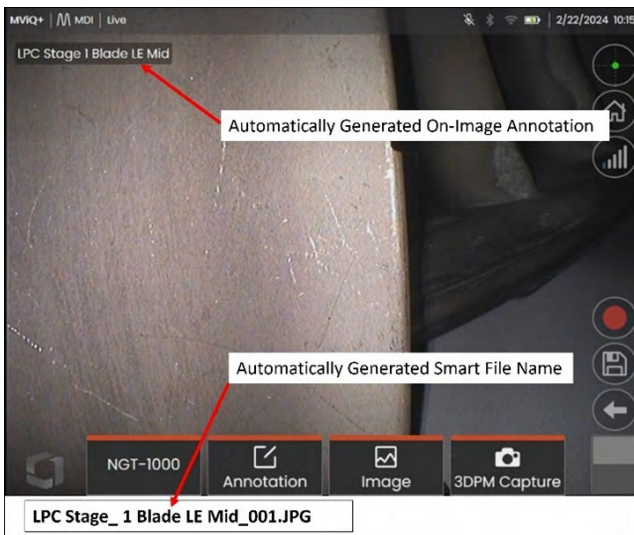 MViQ+ | MDI | Live
2/22/2024 10:15
LPC Stage 1 Blade LE Mid
Automatically Generated On-Image Annotation
Automatically Generated Smart File Name
NGT-1000
Annotation
Image
3DPM Capture
LPC Stage_ 1 Blade LE Mid_001.JPG